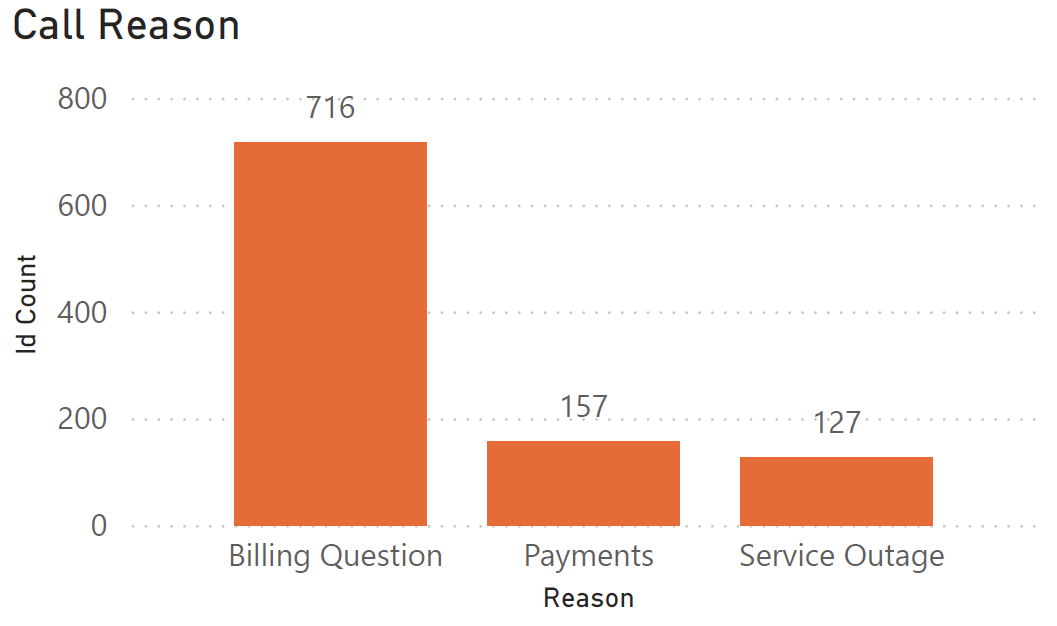 Call Reason
800
716
600
Id Count
400
157
200
127
0
Billing Question Payments Service Outage
Reason